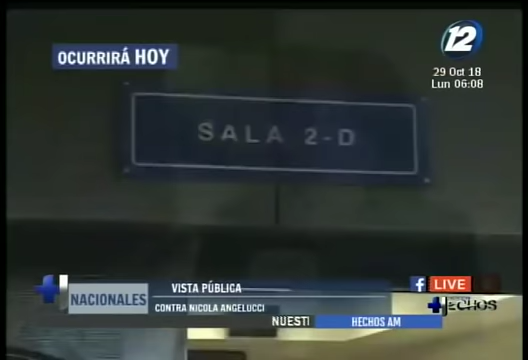 OCURRIRÁ HOY
12
29 Oct 18
Lun 06:08
SALA 2-D
NACIONALES
VISTA PÚBLICA
CONTRA NICOLA ANGELUCCI
f LIVE
HECHOS
NUEST
HECHOS AM